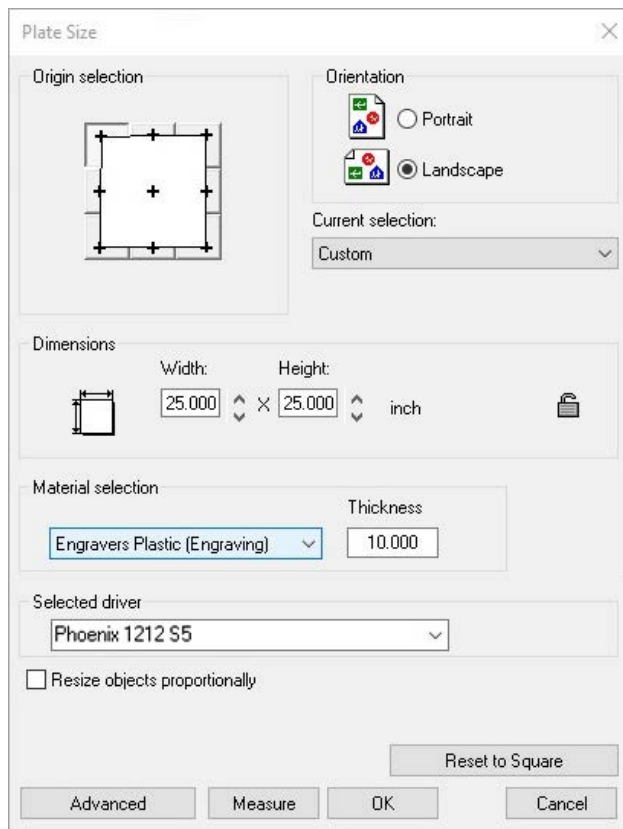 Plate Size
Origin selection
Orientation
Portrait
Landscape
Current selection:
Custom
Dimensions
Width:
Height:
25.000
X
25.000
inch
Material selection
Thickness
Engravers Plastic (Engraving)
10.000
Selected driver
Phoenix 1212 S5
Resize objects proportionally
Reset to Square
Advanced
Measure
OK
Cancel